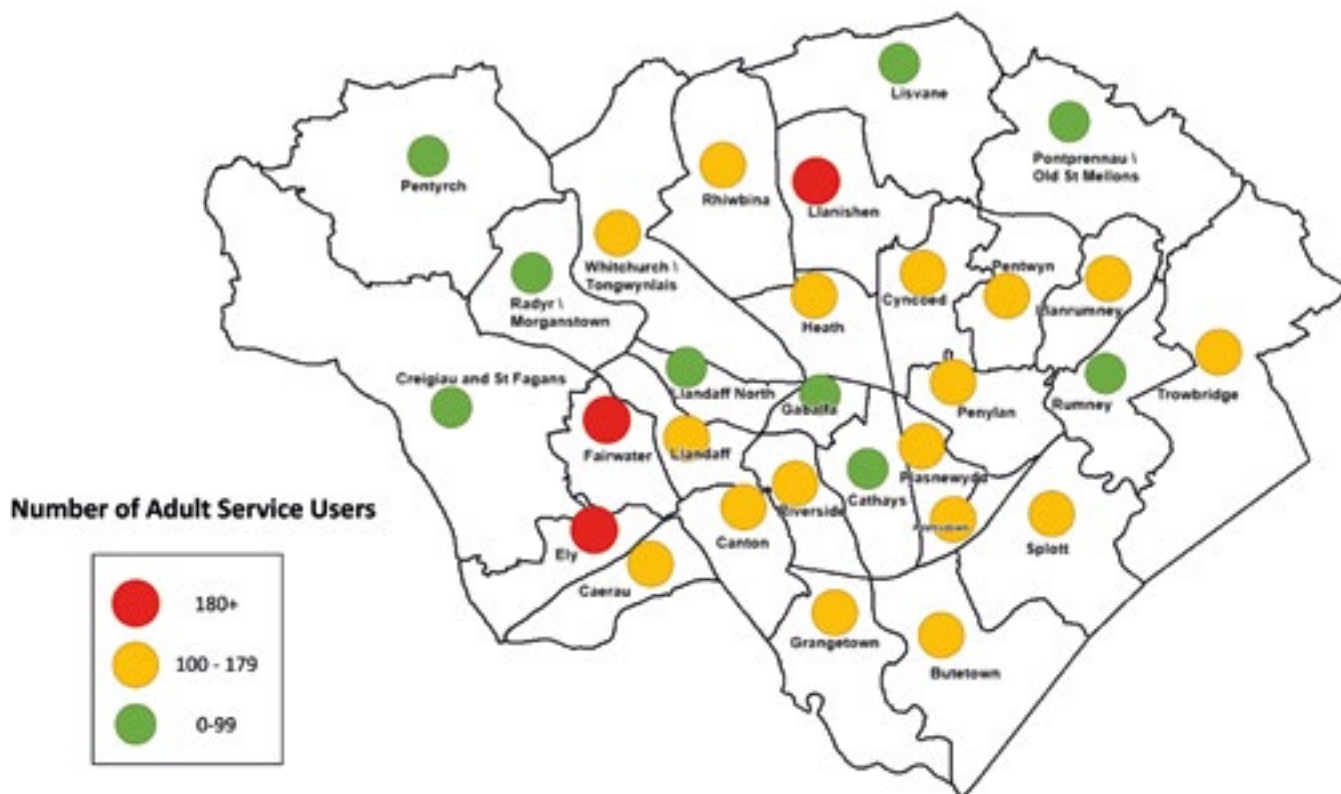 Lisvane
Pontprennau \
Old St Mellons
Pentyrch
Rhiwbina
Llanishen
Whitchurch \
Tongwynlais
Pentwyn
Radyr \
Morganstown
Cyncoed
Llanrumney
Heath
Creigiau and St Fagans
Llandaff North
Gabalfa
Penylan
Rumney
Trowbridge
Fairwater
Llandaff
Plasnewydd
Cathays
Riverside
Number of Adult Service Users
Ely
Canton
Splott
Caerau
Grangetown
Butetown
180+
100 - 179
0-99